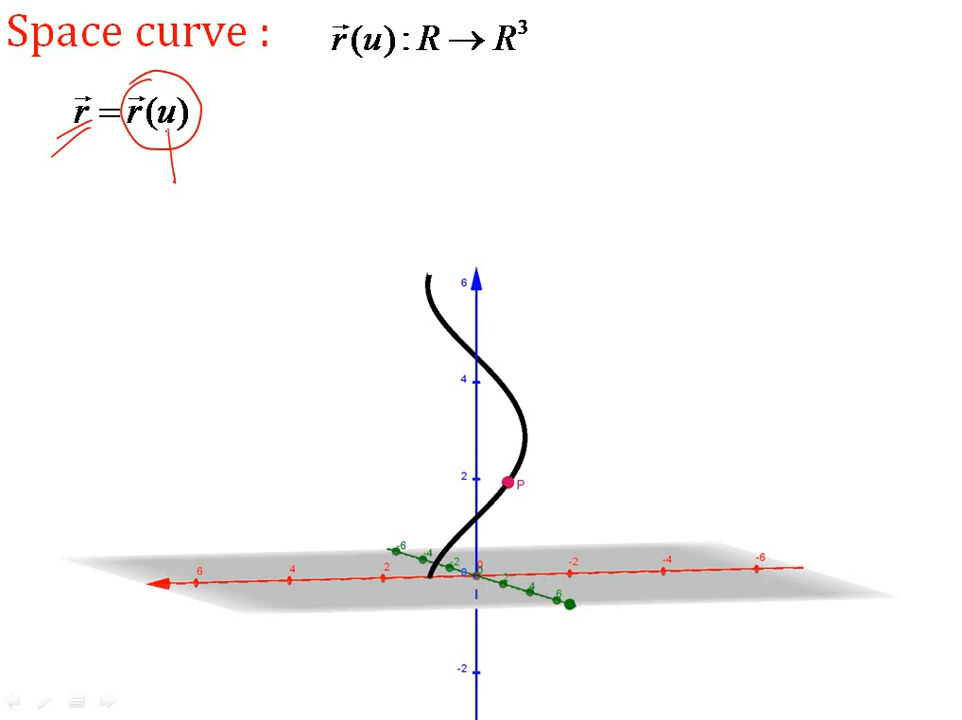 Space curve : r⃗(u) : R → R³
r⃗ = r⃗(u)
6
4
2
P
-6
-4
-2
6 4 2 0 -2 -4 -6
0
2
4
6
-2